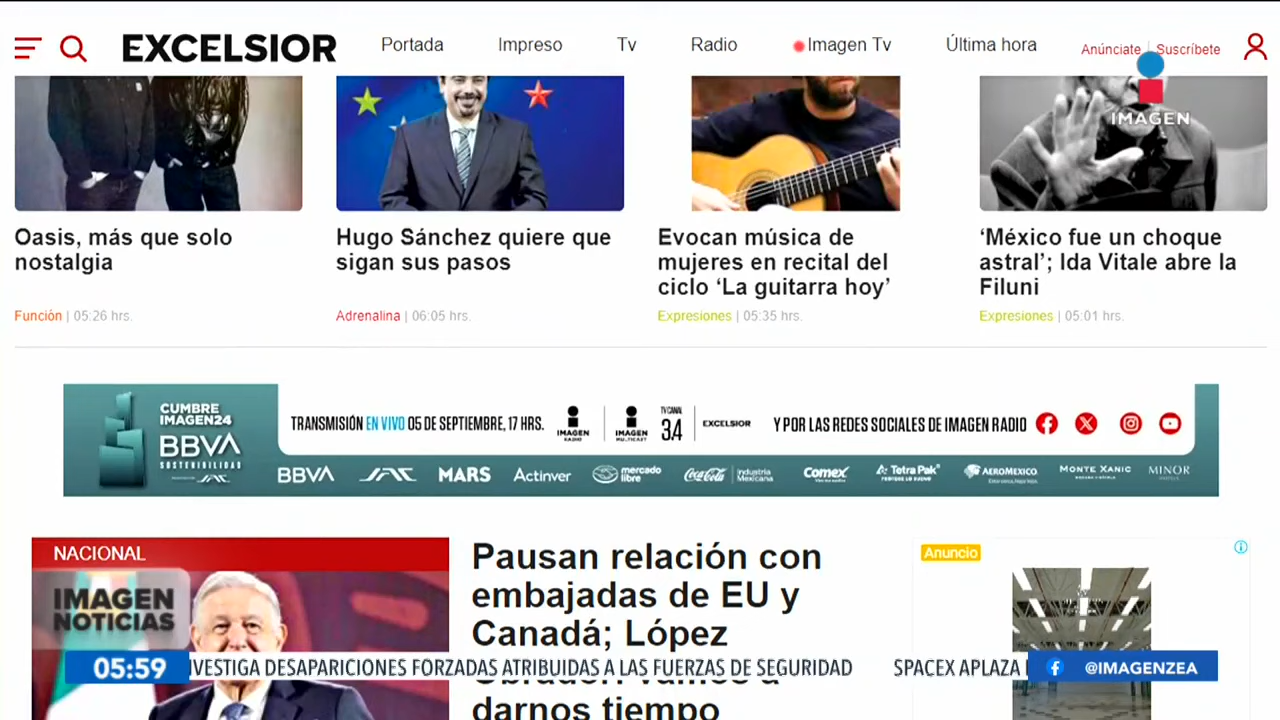 EXCELSIOR
Portada
Impreso
Tv
Radio
Imagen Tv
Última hora
Anúnciate
Suscríbete
IMAGEN
Oasis, más que solo
nostalgia
Función | 05:26 hrs.
Hugo Sánchez quiere que
sigan sus pasos
Adrenalina | 06:05 hrs.
Evocan música de
mujeres en recital del
ciclo ‘La guitarra hoy’
Expresiones | 05:35 hrs.
‘México fue un choque
astral’; Ida Vitale abre la
Filuni
Expresiones | 05:01 hrs.
CUMBRE
IMAGEN24
BBVA
SOSTENIBILIDAD
TRANSMISIÓN EN VIVO 05 DE SEPTIEMBRE, 17 HRS.
IMAGEN
RADIO
IMAGEN
MULTICAST
TV CANAL
3.4
EXCELSIOR
Y POR LAS REDES SOCIALES DE IMAGEN RADIO
BBVA
JAC
MARS
Actinver
mercado
libre
Coca-Cola
Industria
Mexicana
Comex
Tetra Pak
AEROMEXICO
MONTE XANIC
MINOR
NACIONAL
IMAGEN
NOTICIAS
Pausan relación con
embajadas de EU y
Canadá; López
darnos tiempo
Anuncio
05:59
NVESTIGA DESAPARICIONES FORZADAS ATRIBUIDAS A LAS FUERZAS DE SEGURIDAD
SPACEX APLAZA
@IMAGENZEA